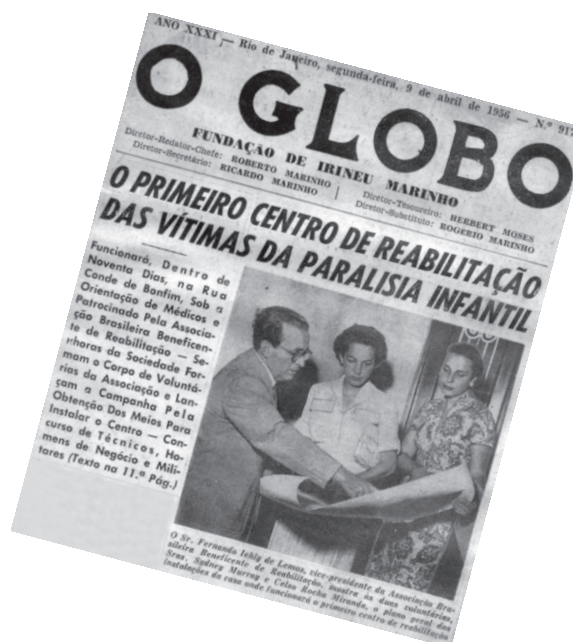 ANO XXXI — Rio de Janeiro, segunda-feira, 9 de abril de 1956 — N.º 917
O GLOBO
FUNDAÇÃO DE IRINEU MARINHO
Diretor-Redator-Chefe: ROBERTO MARINHO
Diretor-Secretário: RICARDO MARINHO
Diretor-Tesoureiro: HERBERT MOSES
Diretor-Substituto: ROGERIO MARINHO
O PRIMEIRO CENTRO DE REABILITAÇÃO
DAS VÍTIMAS DA PARALISIA INFANTIL
Funcionará, Dentro de
Noventa Dias, na Rua
Conde de Bonfim, Sob a
Orientação de Médicos e
Patrocinado Pela Associa-
ção Brasileira Beneficen-
te de Reabilitação — Se-
nhoras da Sociedade For-
mam o Corpo de Voluntá-
rias da Associação e Lan-
çam a Campanha Pela
Obtenção Dos Meios Para
Instalar o Centro — Con-
curso de Técnicos, Ho-
mens de Negócio e Mili-
tares (Texto na 11.ª Pág.)
O Sr. Fernando de Lemos, vice-presidente da Associação Bra-
sileira Beneficente de Reabilitação, mostra às duas voluntárias,
Sras. Sydney Murray e Celso Rocha Miranda, o plano geral das
instalações da casa onde funcionará o primeiro centro de reabilitação